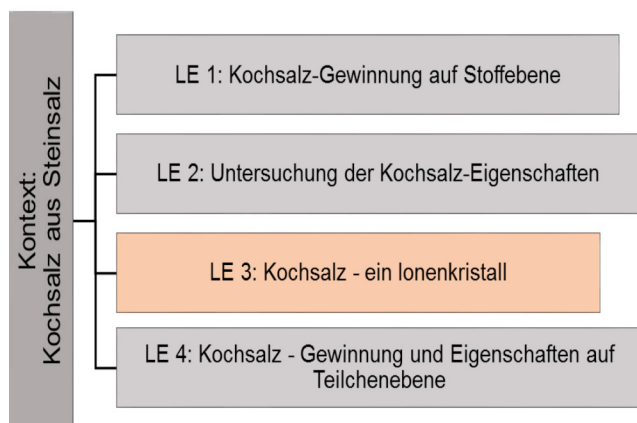 Kontext:
Kochsalz aus Steinsalz
LE 1: Kochsalz-Gewinnung auf Stoffebene
LE 2: Untersuchung der Kochsalz-Eigenschaften
LE 3: Kochsalz - ein Ionenkristall
LE 4: Kochsalz - Gewinnung und Eigenschaften auf
Teilchenebene